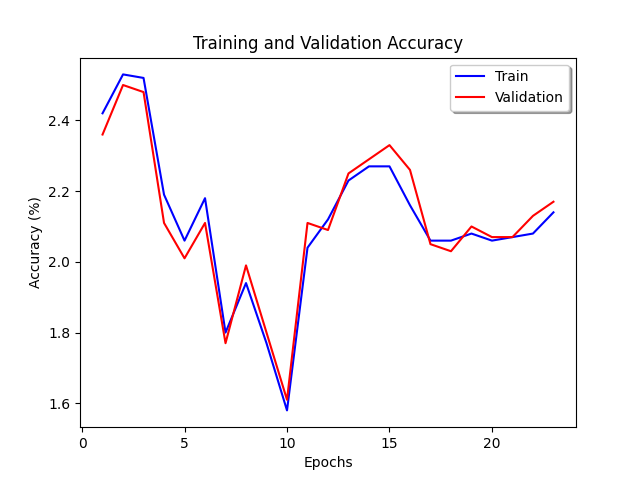 Training and Validation Accuracy
Train
Validation
Accuracy (%)
2.4
2.2
2.0
1.8
1.6
0 5 10 15 20
Epochs